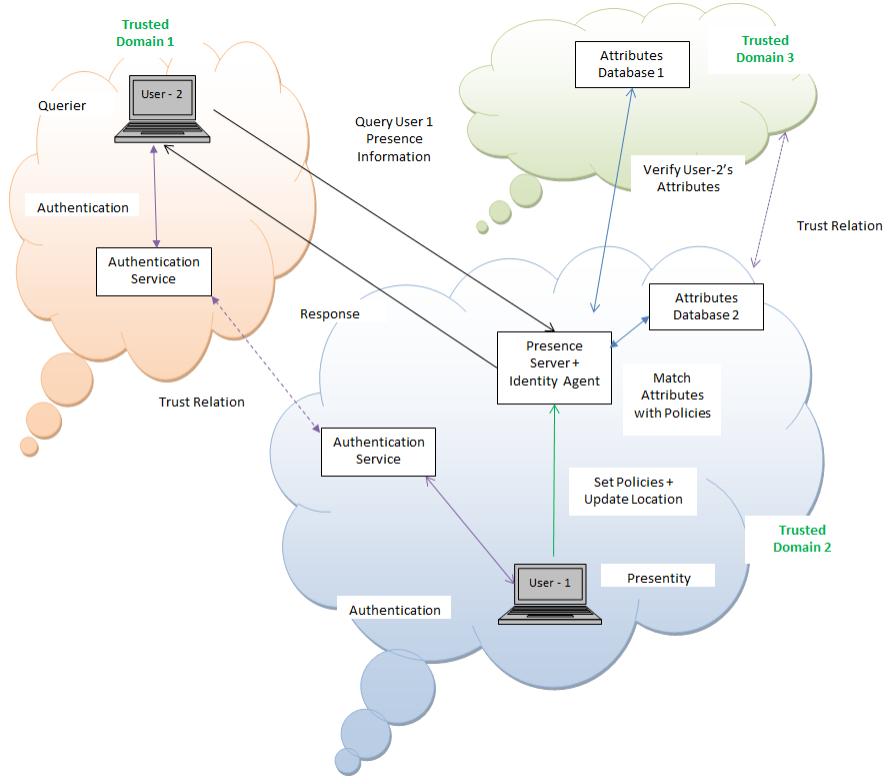 Trusted
Domain 1
User - 2
Querier
Authentication
Authentication
Service
Query User 1
Presence
Information
Attributes
Database 1
Trusted
Domain 3
Verify User-2's
Attributes
Trust Relation
Response
Attributes
Database 2
Presence
Server +
Identity Agent
Match
Attributes
with Policies
Trust Relation
Authentication
Service
Set Policies +
Update Location
Trusted
Domain 2
User - 1
Presentity
Authentication